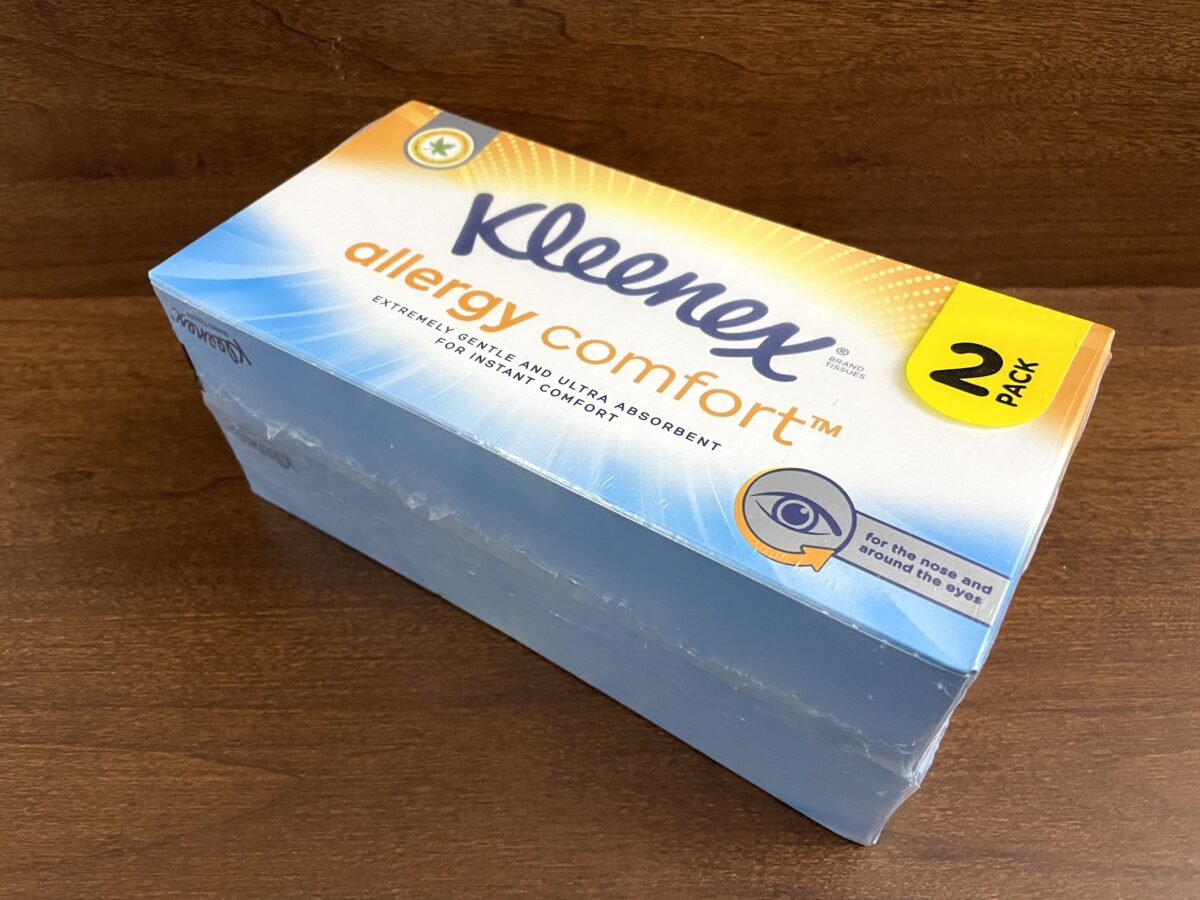 Kleenex®
BRAND
TISSUES
allergy comfort™
EXTREMELY GENTLE AND ULTRA ABSORBENT
FOR INSTANT COMFORT
2
PACK
for the nose and
around the eyes
Kleenex